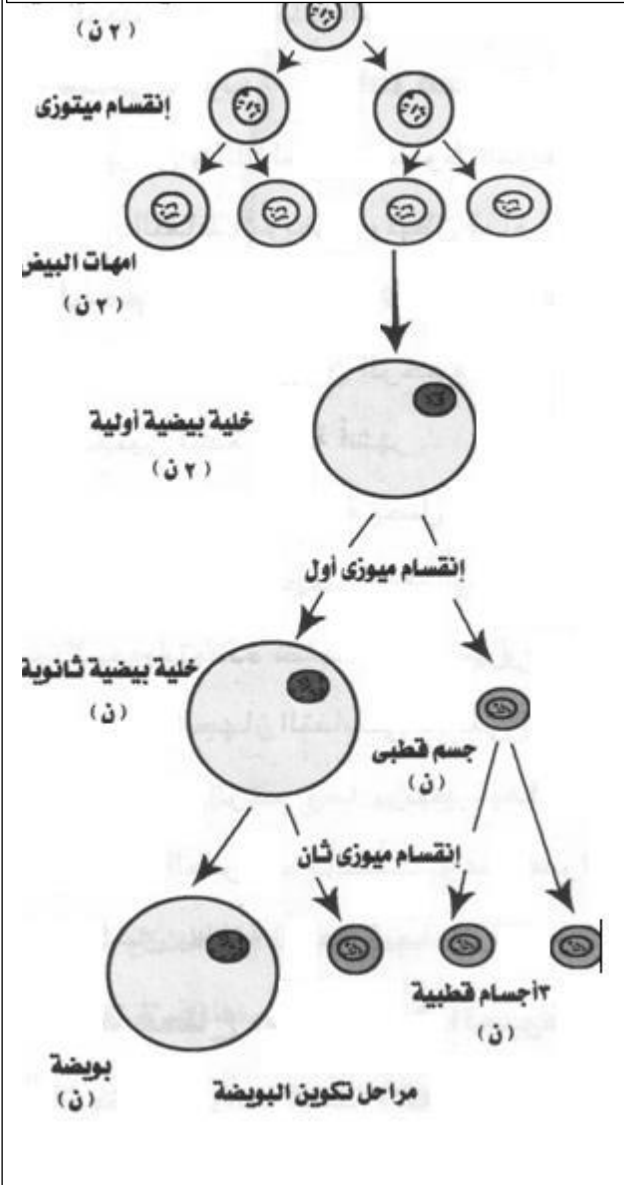 (٢ ن)
إنقسام ميتوزى
امهات البيض
(٢ ن)
خلية بيضية أولية
(٢ ن)
إنقسام ميوزى أول
خلية بيضية ثانوية
(ن)
جسم قطبى
(ن)
إنقسام ميوزى ثان
٣أجسام قطبية
(ن)
بويضة
(ن)
مراحل تكوين البويضة